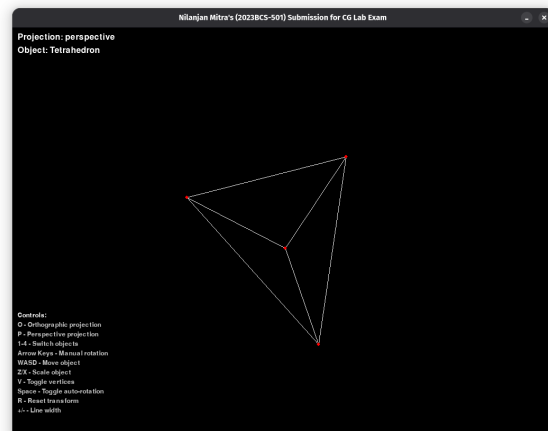 Nilanjan Mitra's (2023BCS-501) Submission for CG Lab Exam
Projection: perspective
Object: Tetrahedron
Controls:
O - Orthographic projection
P - Perspective projection
1-4 - Switch objects
Arrow Keys - Manual rotation
WASD - Move object
Z/X - Scale object
V - Toggle vertices
Space - Toggle auto-rotation
R - Reset transform
+/- - Line width